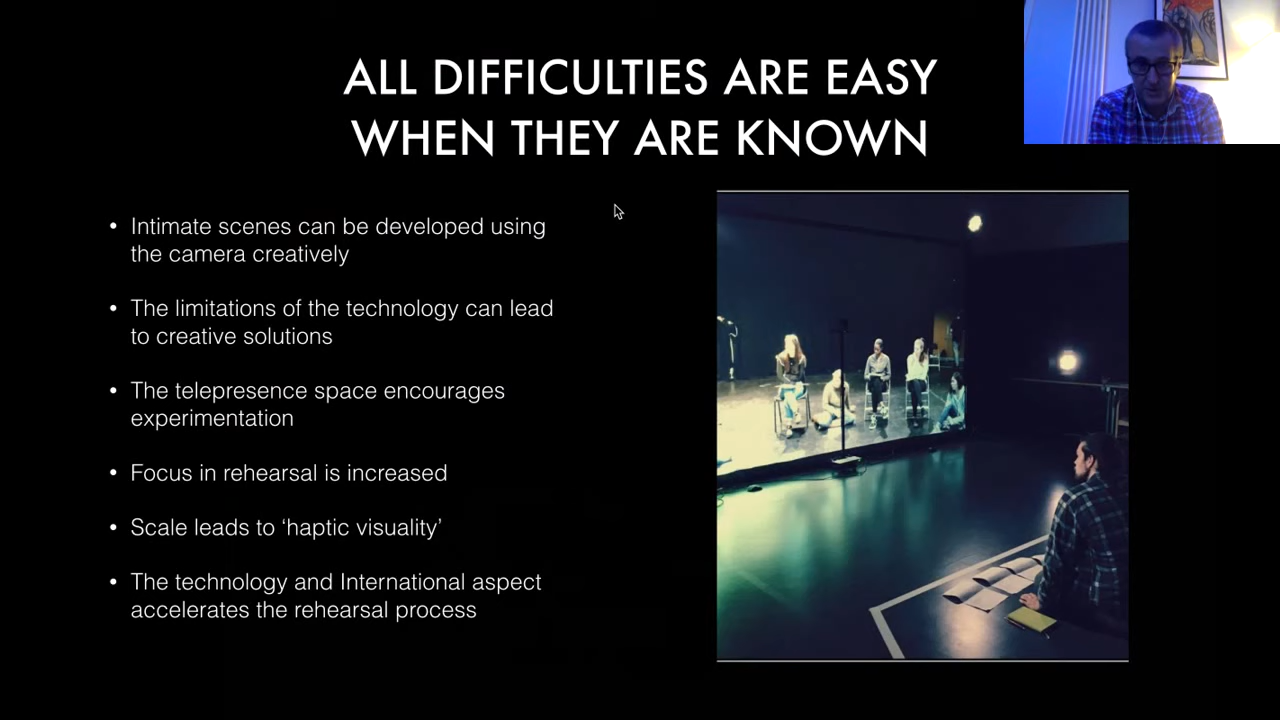 ALL DIFFICULTIES ARE EASY
WHEN THEY ARE KNOWN
• Intimate scenes can be developed using
the camera creatively
• The limitations of the technology can lead
to creative solutions
• The telepresence space encourages
experimentation
• Focus in rehearsal is increased
• Scale leads to ‘haptic visuality’
• The technology and International aspect
accelerates the rehearsal process